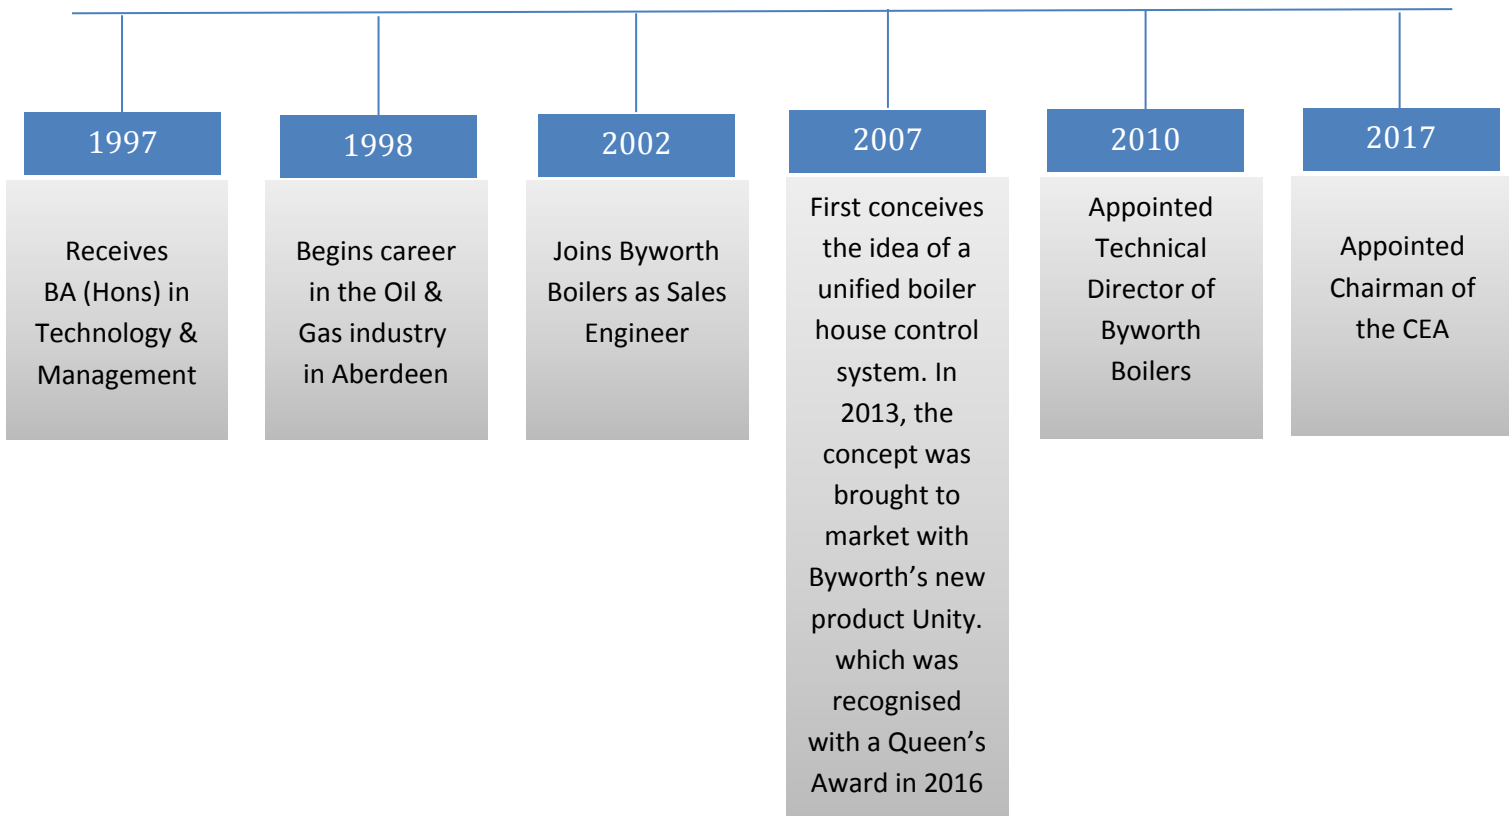 1997
Receives
BA (Hons) in
Technology &
Management
1998
Begins career
in the Oil &
Gas industry
in Aberdeen
2002
Joins Byworth
Boilers as Sales
Engineer
2007
First conceives
the idea of a
unified boiler
house control
system. In
2013, the
concept was
brought to
market with
Byworth’s new
product Unity.
which was
recognised
with a Queen’s
Award in 2016
2010
Appointed
Technical
Director of
Byworth
Boilers
2017
Appointed
Chairman of
the CEA